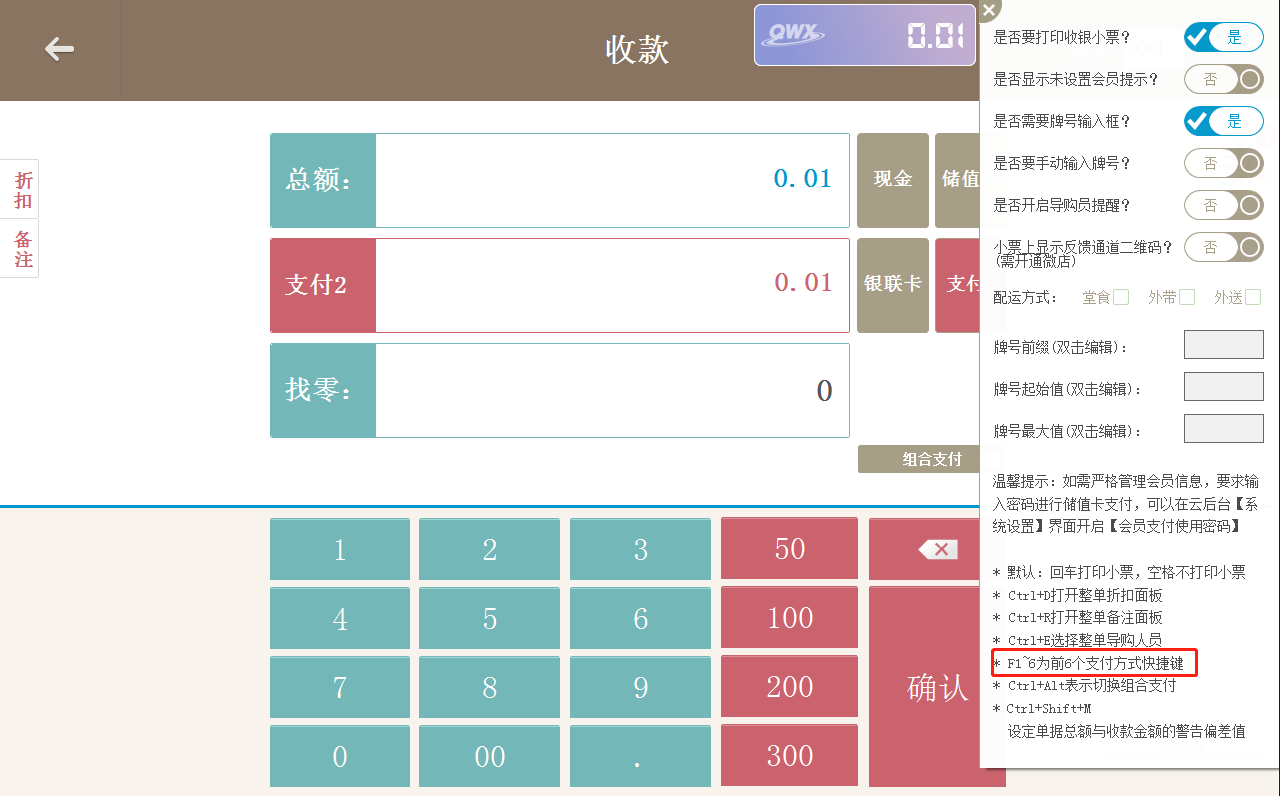 收款
QWX
0.01
折扣
备注
总额：
0.01
现金
储值
支付2
0.01
银联卡
支付
找零：
0
组合支付
1
2
3
50
4
5
6
100
7
8
9
200
确认
0
00
.
300
是否要打印收银小票？
是
是否显示未设置会员提示？
否
是否需要牌号输入框？
是
是否要手动输入牌号？
否
是否开启导购员提醒？
否
小票上显示反馈通道二维码？
否
(需开通微店)
配运方式：
堂食
外带
外送
牌号前缀(双击编辑)：
牌号起始值(双击编辑)：
牌号最大值(双击编辑)：
温馨提示：如需严格管理会员信息，要求输
入密码进行储值卡支付，可以在云后台【系
统设置】界面开启【会员支付使用密码】
* 默认：回车打印小票，空格不打印小票
* Ctrl+D打开整单折扣面板
* Ctrl+R打开整单备注面板
* Ctrl+E选择整单导购人员
* F1~6为前6个支付方式快捷键
* Ctrl+Alt表示切换组合支付
* Ctrl+Shift+M
设定单据总额与收款金额的警告偏差值